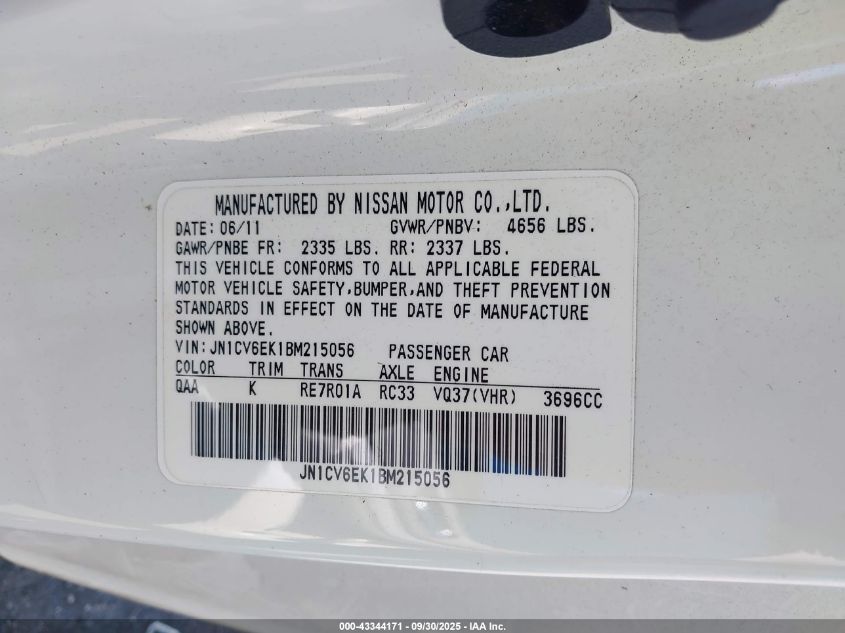 MANUFACTURED BY NISSAN MOTOR CO.,LTD.
DATE: 06/11 GVWR/PNBV: 4656 LBS.
GAWR/PNBE FR: 2335 LBS. RR: 2337 LBS.
THIS VEHICLE CONFORMS TO ALL APPLICABLE FEDERAL
MOTOR VEHICLE SAFETY,BUMPER,AND THEFT PREVENTION
STANDARDS IN EFFECT ON THE DATE OF MANUFACTURE
SHOWN ABOVE.
VIN:JN1CV6EK1BM215056 PASSENGER CAR
COLOR TRIM TRANS AXLE ENGINE
QAA K RE7R01A RC33 VQ37(VHR) 3696CC
JN1CV6EK1BM215056
000-43344171 - 09/30/2025 - IAA Inc.